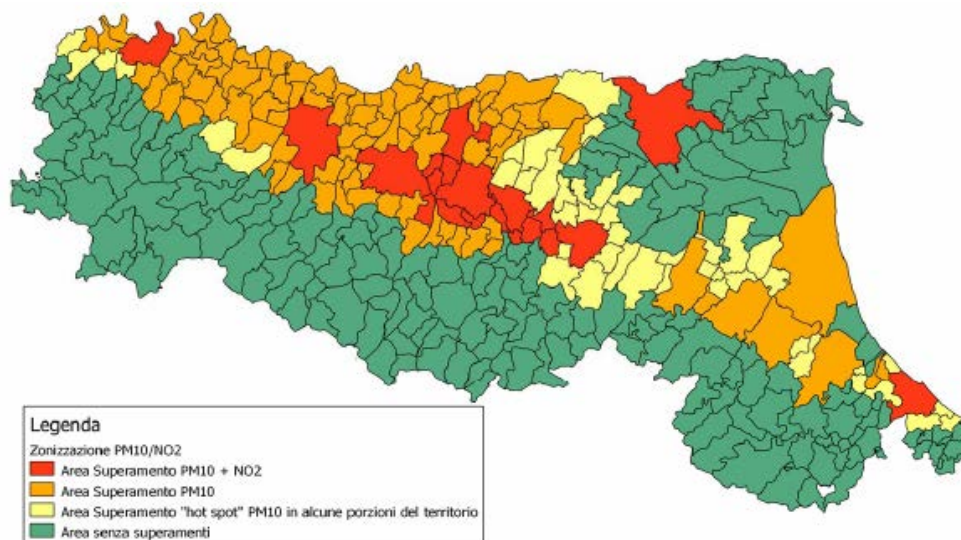 Legenda
Zonizzazione PM10/NO2
Area Superamento PM10 + NO2
Area Superamento PM10
Area Superamento "hot spot" PM10 in alcune porzioni del territorio
Area senza superamenti